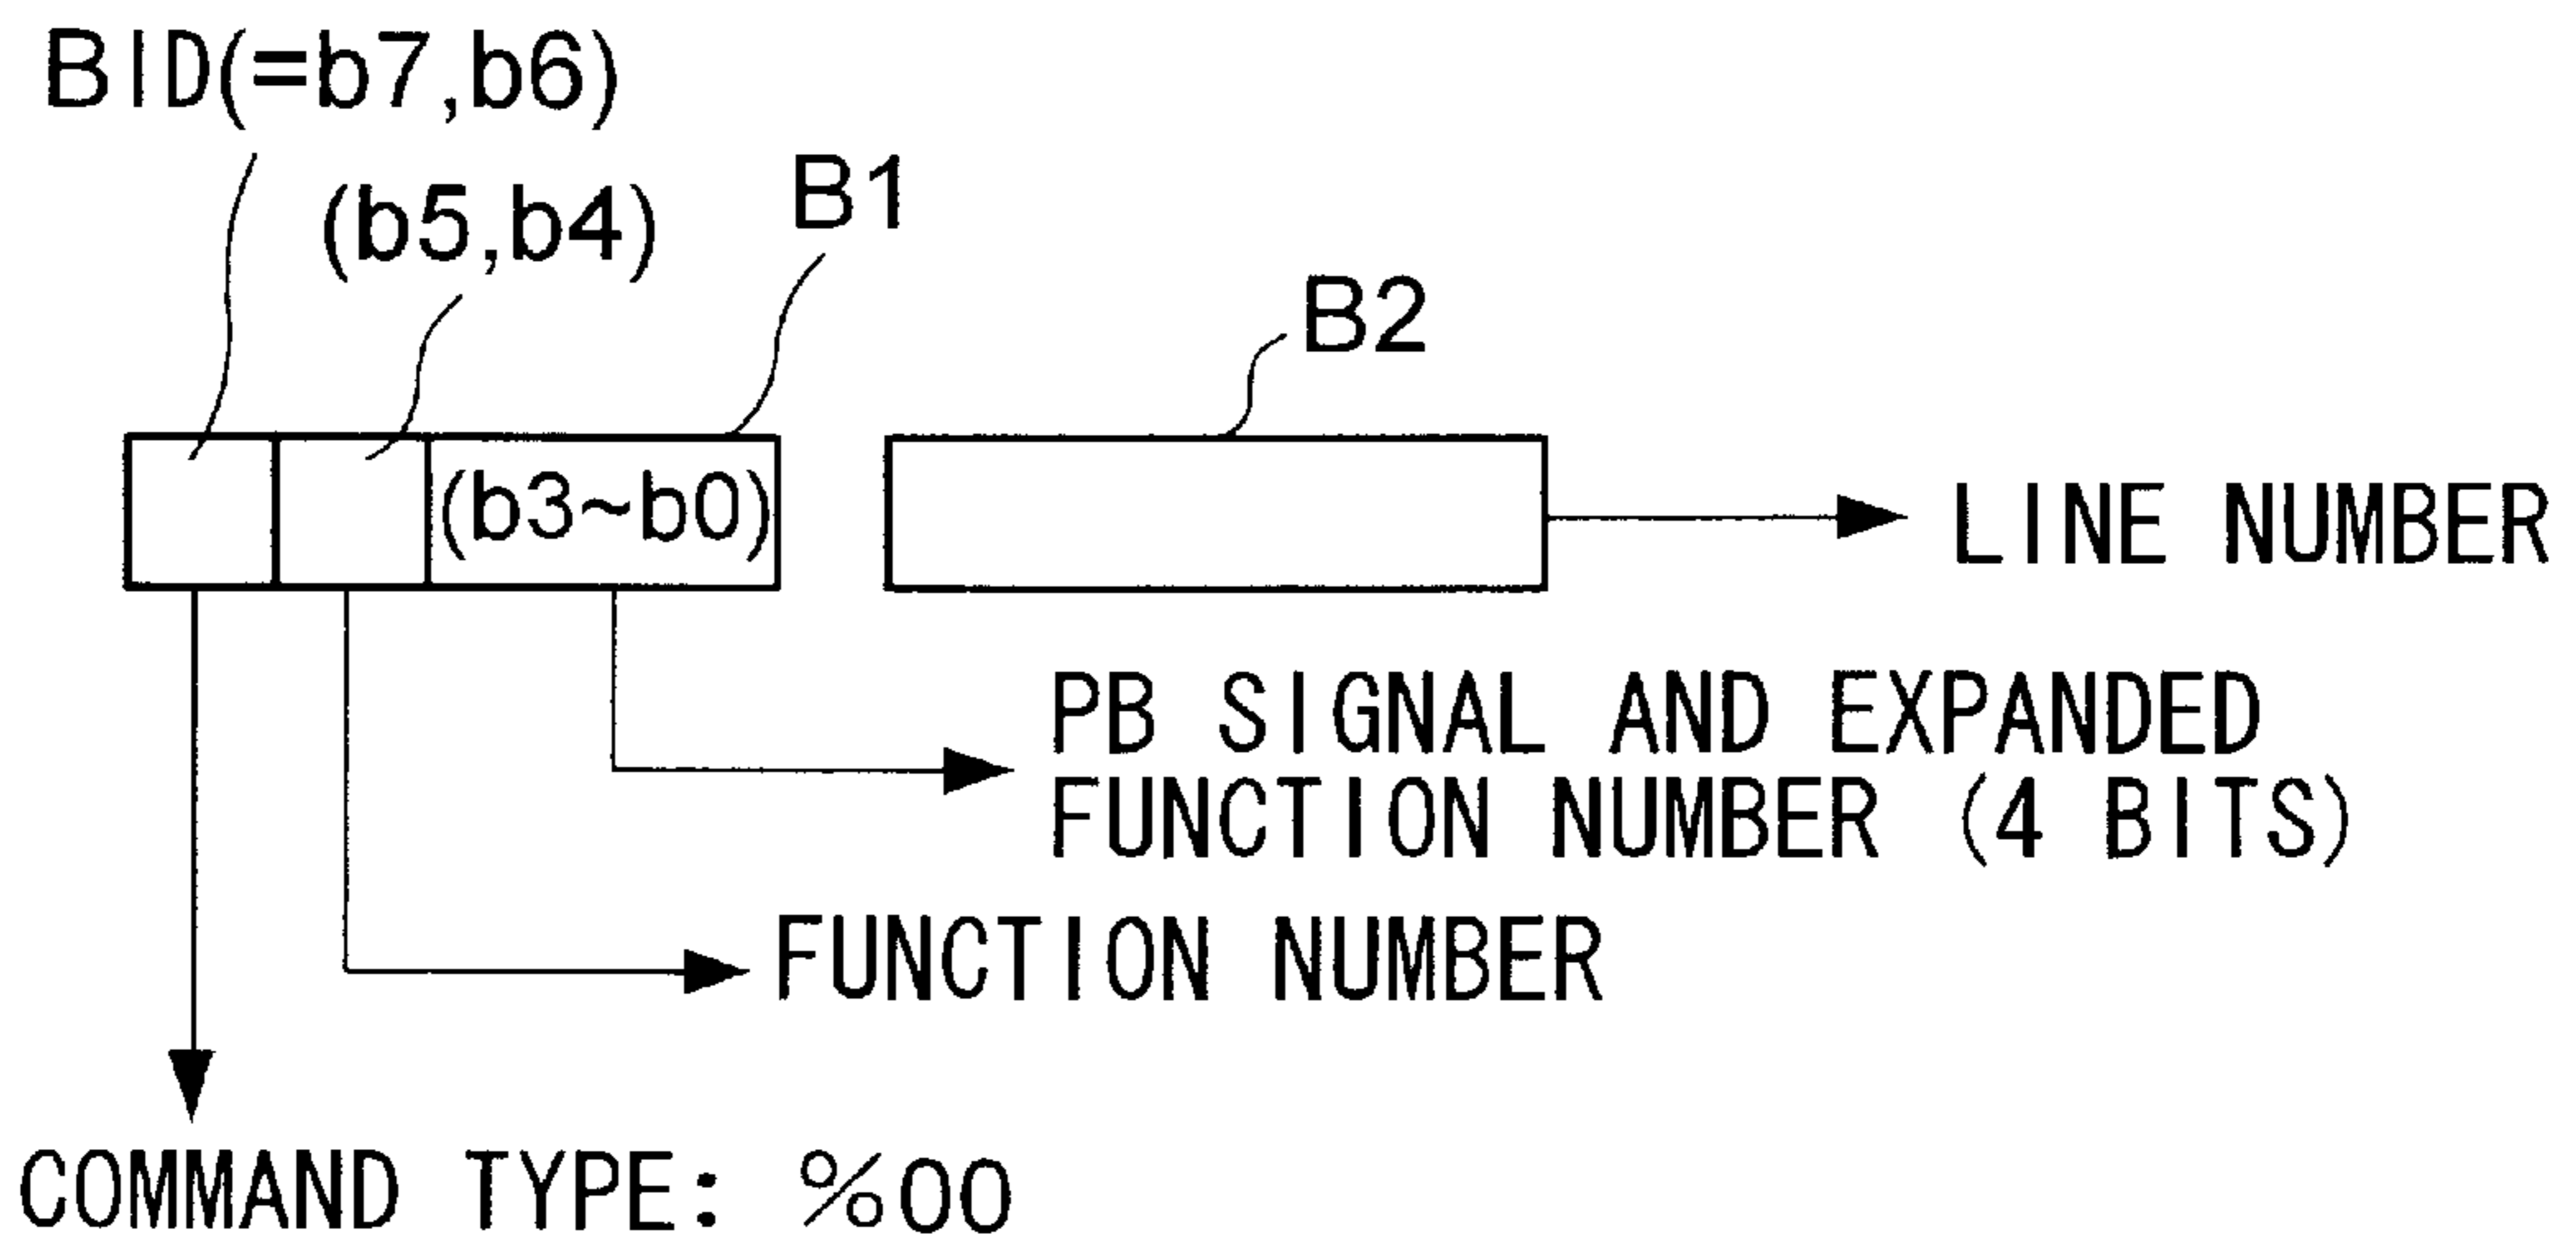 BID(=b7,b6)
(b5,b4)
B1
B2
(b3~b0)
LINE NUMBER
PB SIGNAL AND EXPANDED
FUNCTION NUMBER (4 BITS)
FUNCTION NUMBER
COMMAND TYPE: %00